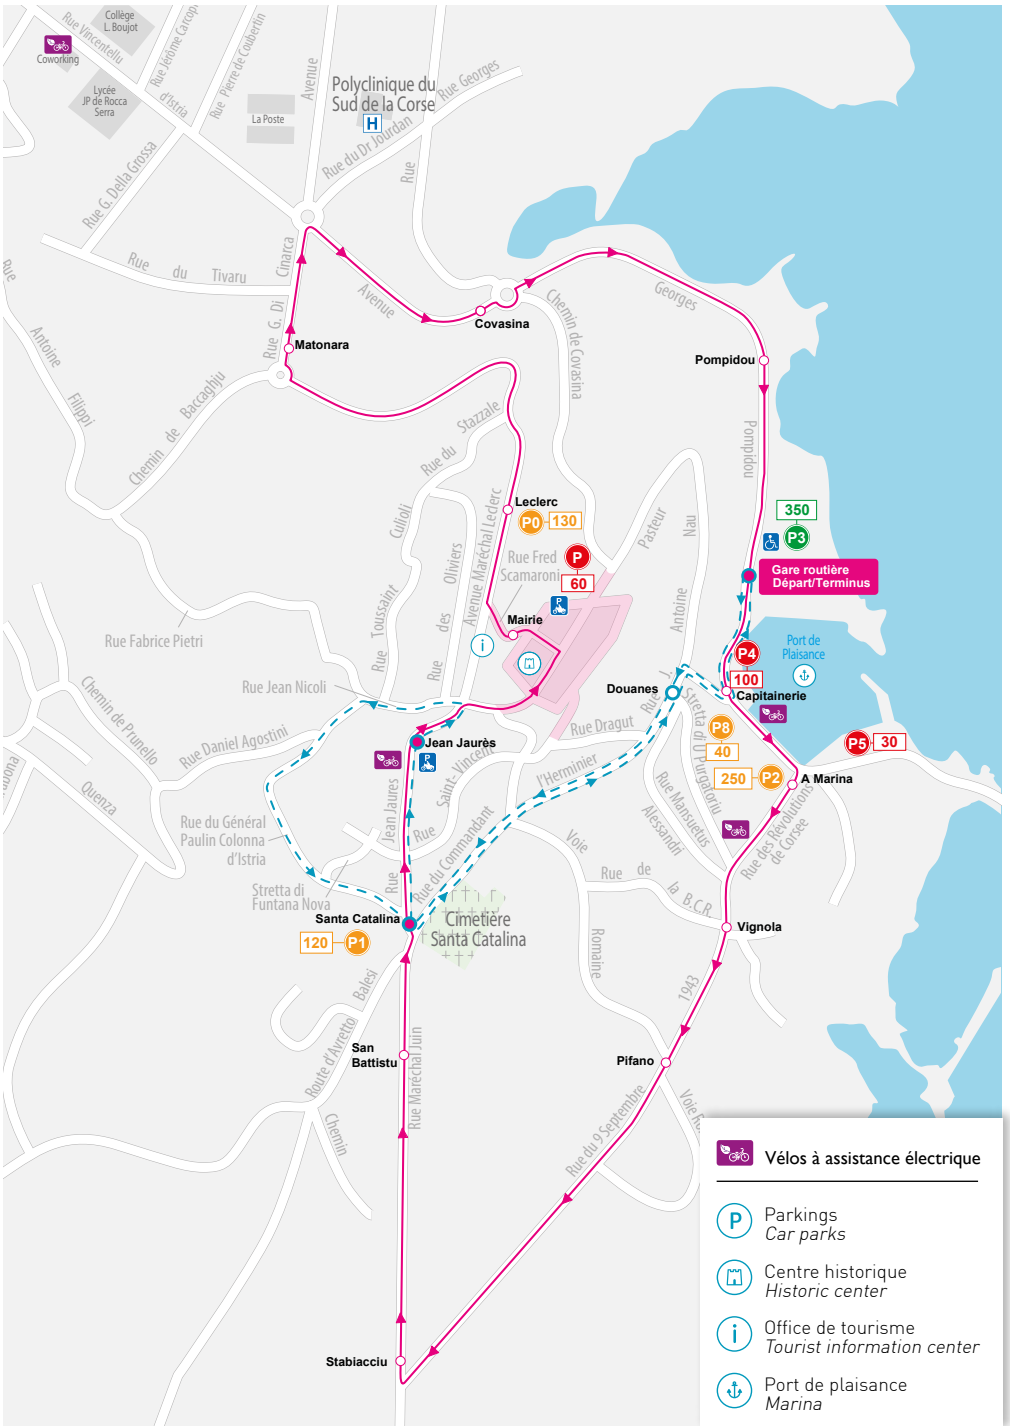 Collège
L. Boujot
Rue Vincentellu
d'Istria
Coworking
Rue Jérôme Carcopi
Rue Pierre de Coubertin
Avenue
Lycée
JP de Rocca
Serra
La Poste
Polyclinique du
Sud de la Corse
H
Rue Georges
Rue du Dr Jourdan
Rue
Rue G. Della Grossa
Rue du Tivaru
Rue G. Di Cinarca
Avenue
Georges
Pompidou
Covasina
Chemin de Covasina
Matonara
Pompidou
Rue
Antoine
Filippi
Chemin de Baccaghju
Rue du Stazzale
Leclerc
P0
130
Avenue Maréchal Leclerc
Rue Toussaint Culioli
Rue des Oliviers
Rue Fred
Scamaroni
P
60
P
Mairie
i
Pasteur
Rue J. Antoine Nau
350
P3
Gare routière
Départ/Terminus
P4
100
Port de
Plaisance
Capitainerie
Douanes
Rue Fabrice Pietri
Rue Jean Nicoli
Chemin de Prunello
Rue Daniel Agostini
Quenza
Jean Jaurès
P
Rue Jean Jaures
Rue Saint-Vincent
Rue Dragut
Rue du Commandant l'Herminier
P8
40
250
P2
P5
30
A Marina
Stretta di U Purgatoriu
Rue Mansuetus
Alessandri
Rue des Révolutions
de Corse
Rue du Général
Paulin Colonna
d'Istria
Stretta di
Funtana Nova
Voie
Romaine
Rue de la B.C.R.
Santa Catalina
120
P1
Cimetière
Santa Catalina
Vignola
Balesi
Route d'Avretto
Chemin
San
Battistu
Rue Maréchal Juin
Pifano
Rue du 9 Septembre
1943
Stabiacciu
Vélos à assistance électrique
P
Parkings
Car parks
Centre historique
Historic center
i
Office de tourisme
Tourist information center
Port de plaisance
Marina